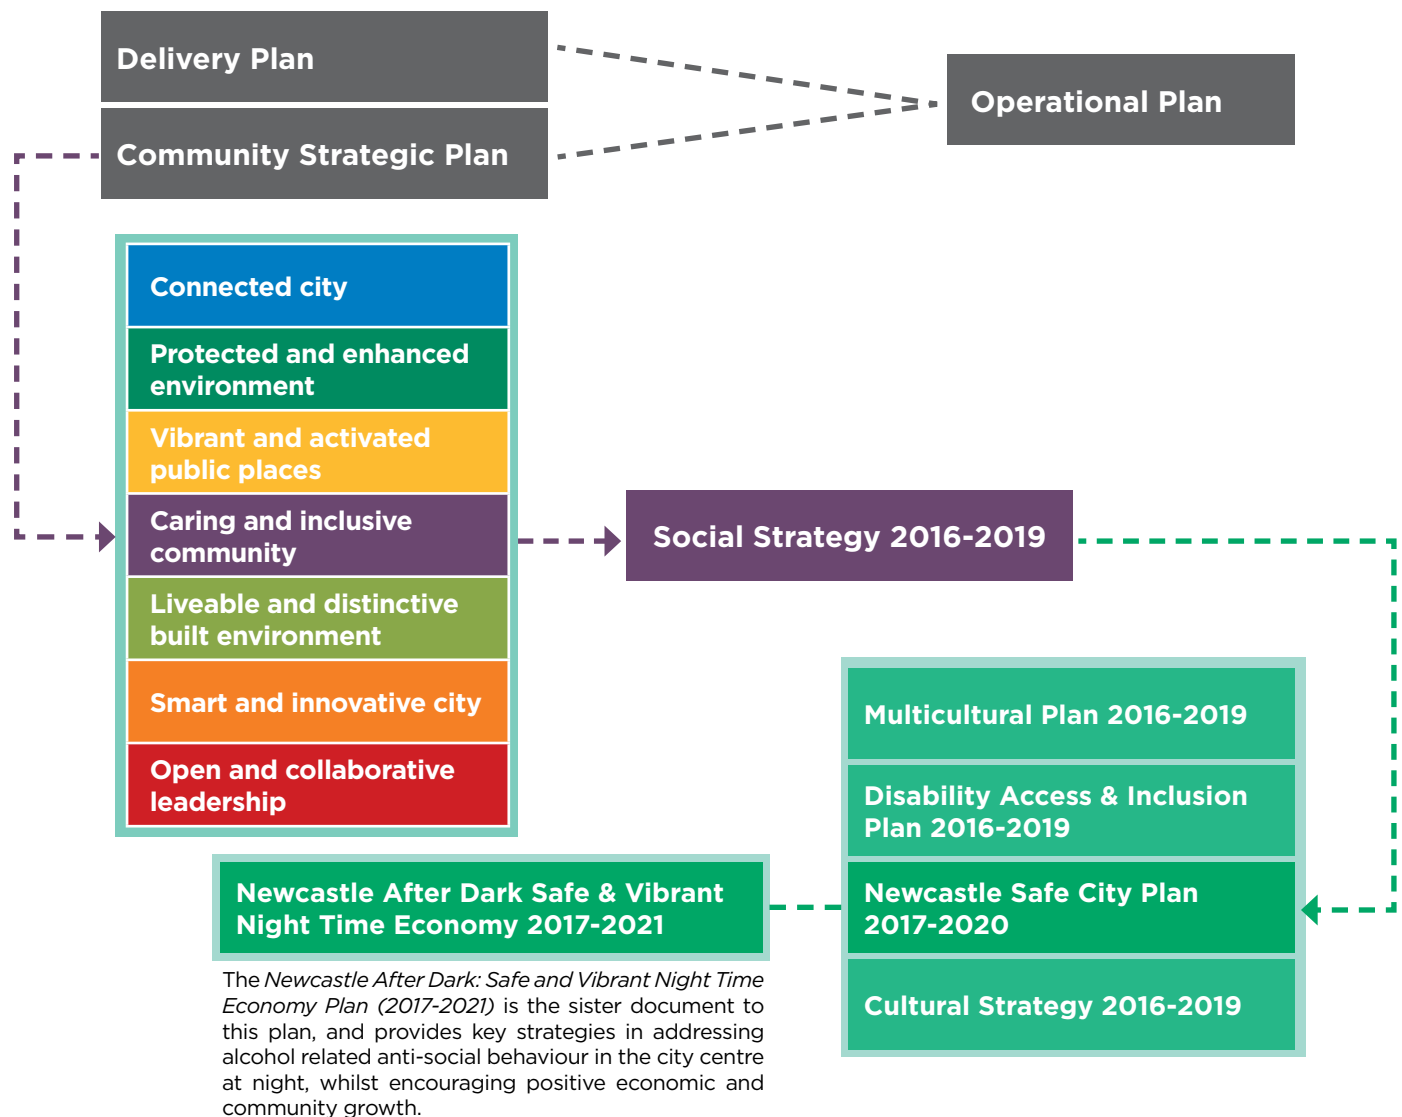 Delivery Plan
Community Strategic Plan
Operational Plan
Connected city
Protected and enhanced
environment
Vibrant and activated
public places
Caring and inclusive
community
Liveable and distinctive
built environment
Smart and innovative city
Open and collaborative
leadership
Social Strategy 2016-2019
Multicultural Plan 2016-2019
Disability Access & Inclusion
Plan 2016-2019
Newcastle Safe City Plan
2017-2020
Cultural Strategy 2016-2019
Newcastle After Dark Safe & Vibrant
Night Time Economy 2017-2021
The Newcastle After Dark: Safe and Vibrant Night Time
Economy Plan (2017-2021) is the sister document to
this plan, and provides key strategies in addressing
alcohol related anti-social behaviour in the city centre
at night, whilst encouraging positive economic and
community growth.